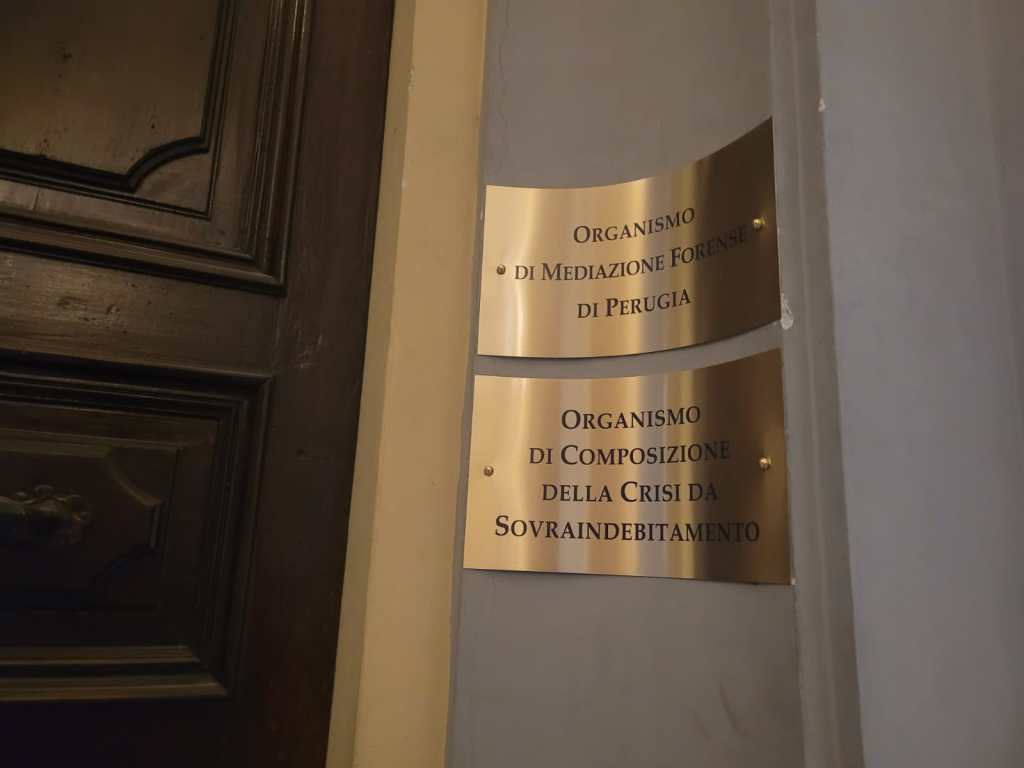 Organismo
di Mediazione Forense
di Perugia
Organismo
di Composizione
della Crisi da
Sovraindebitamento